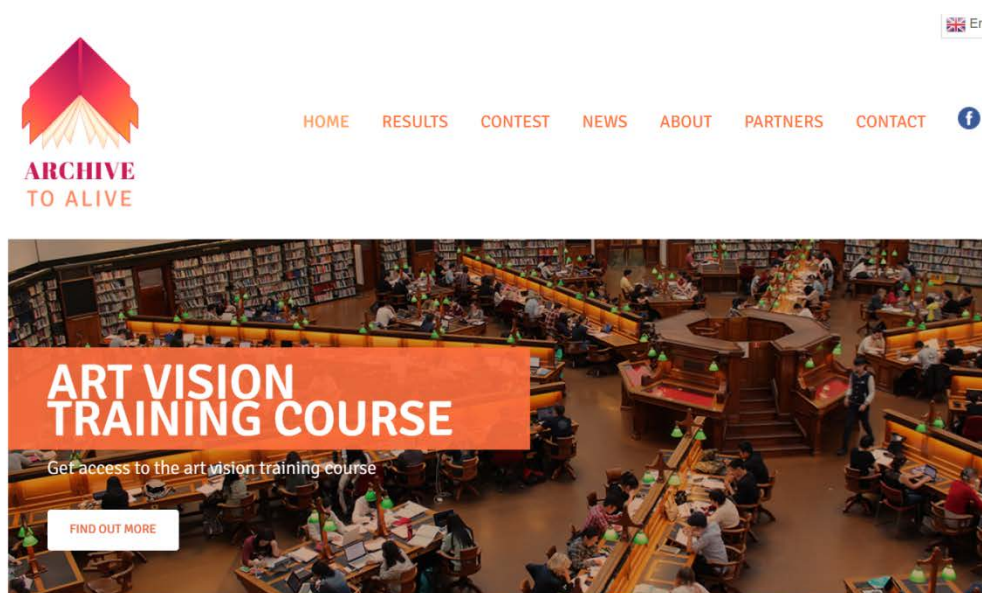 En
ARCHIVE
TO ALIVE
HOME RESULTS CONTEST NEWS ABOUT PARTNERS CONTACT
f
ART VISION
TRAINING COURSE
Get access to the art vision training course
FIND OUT MORE